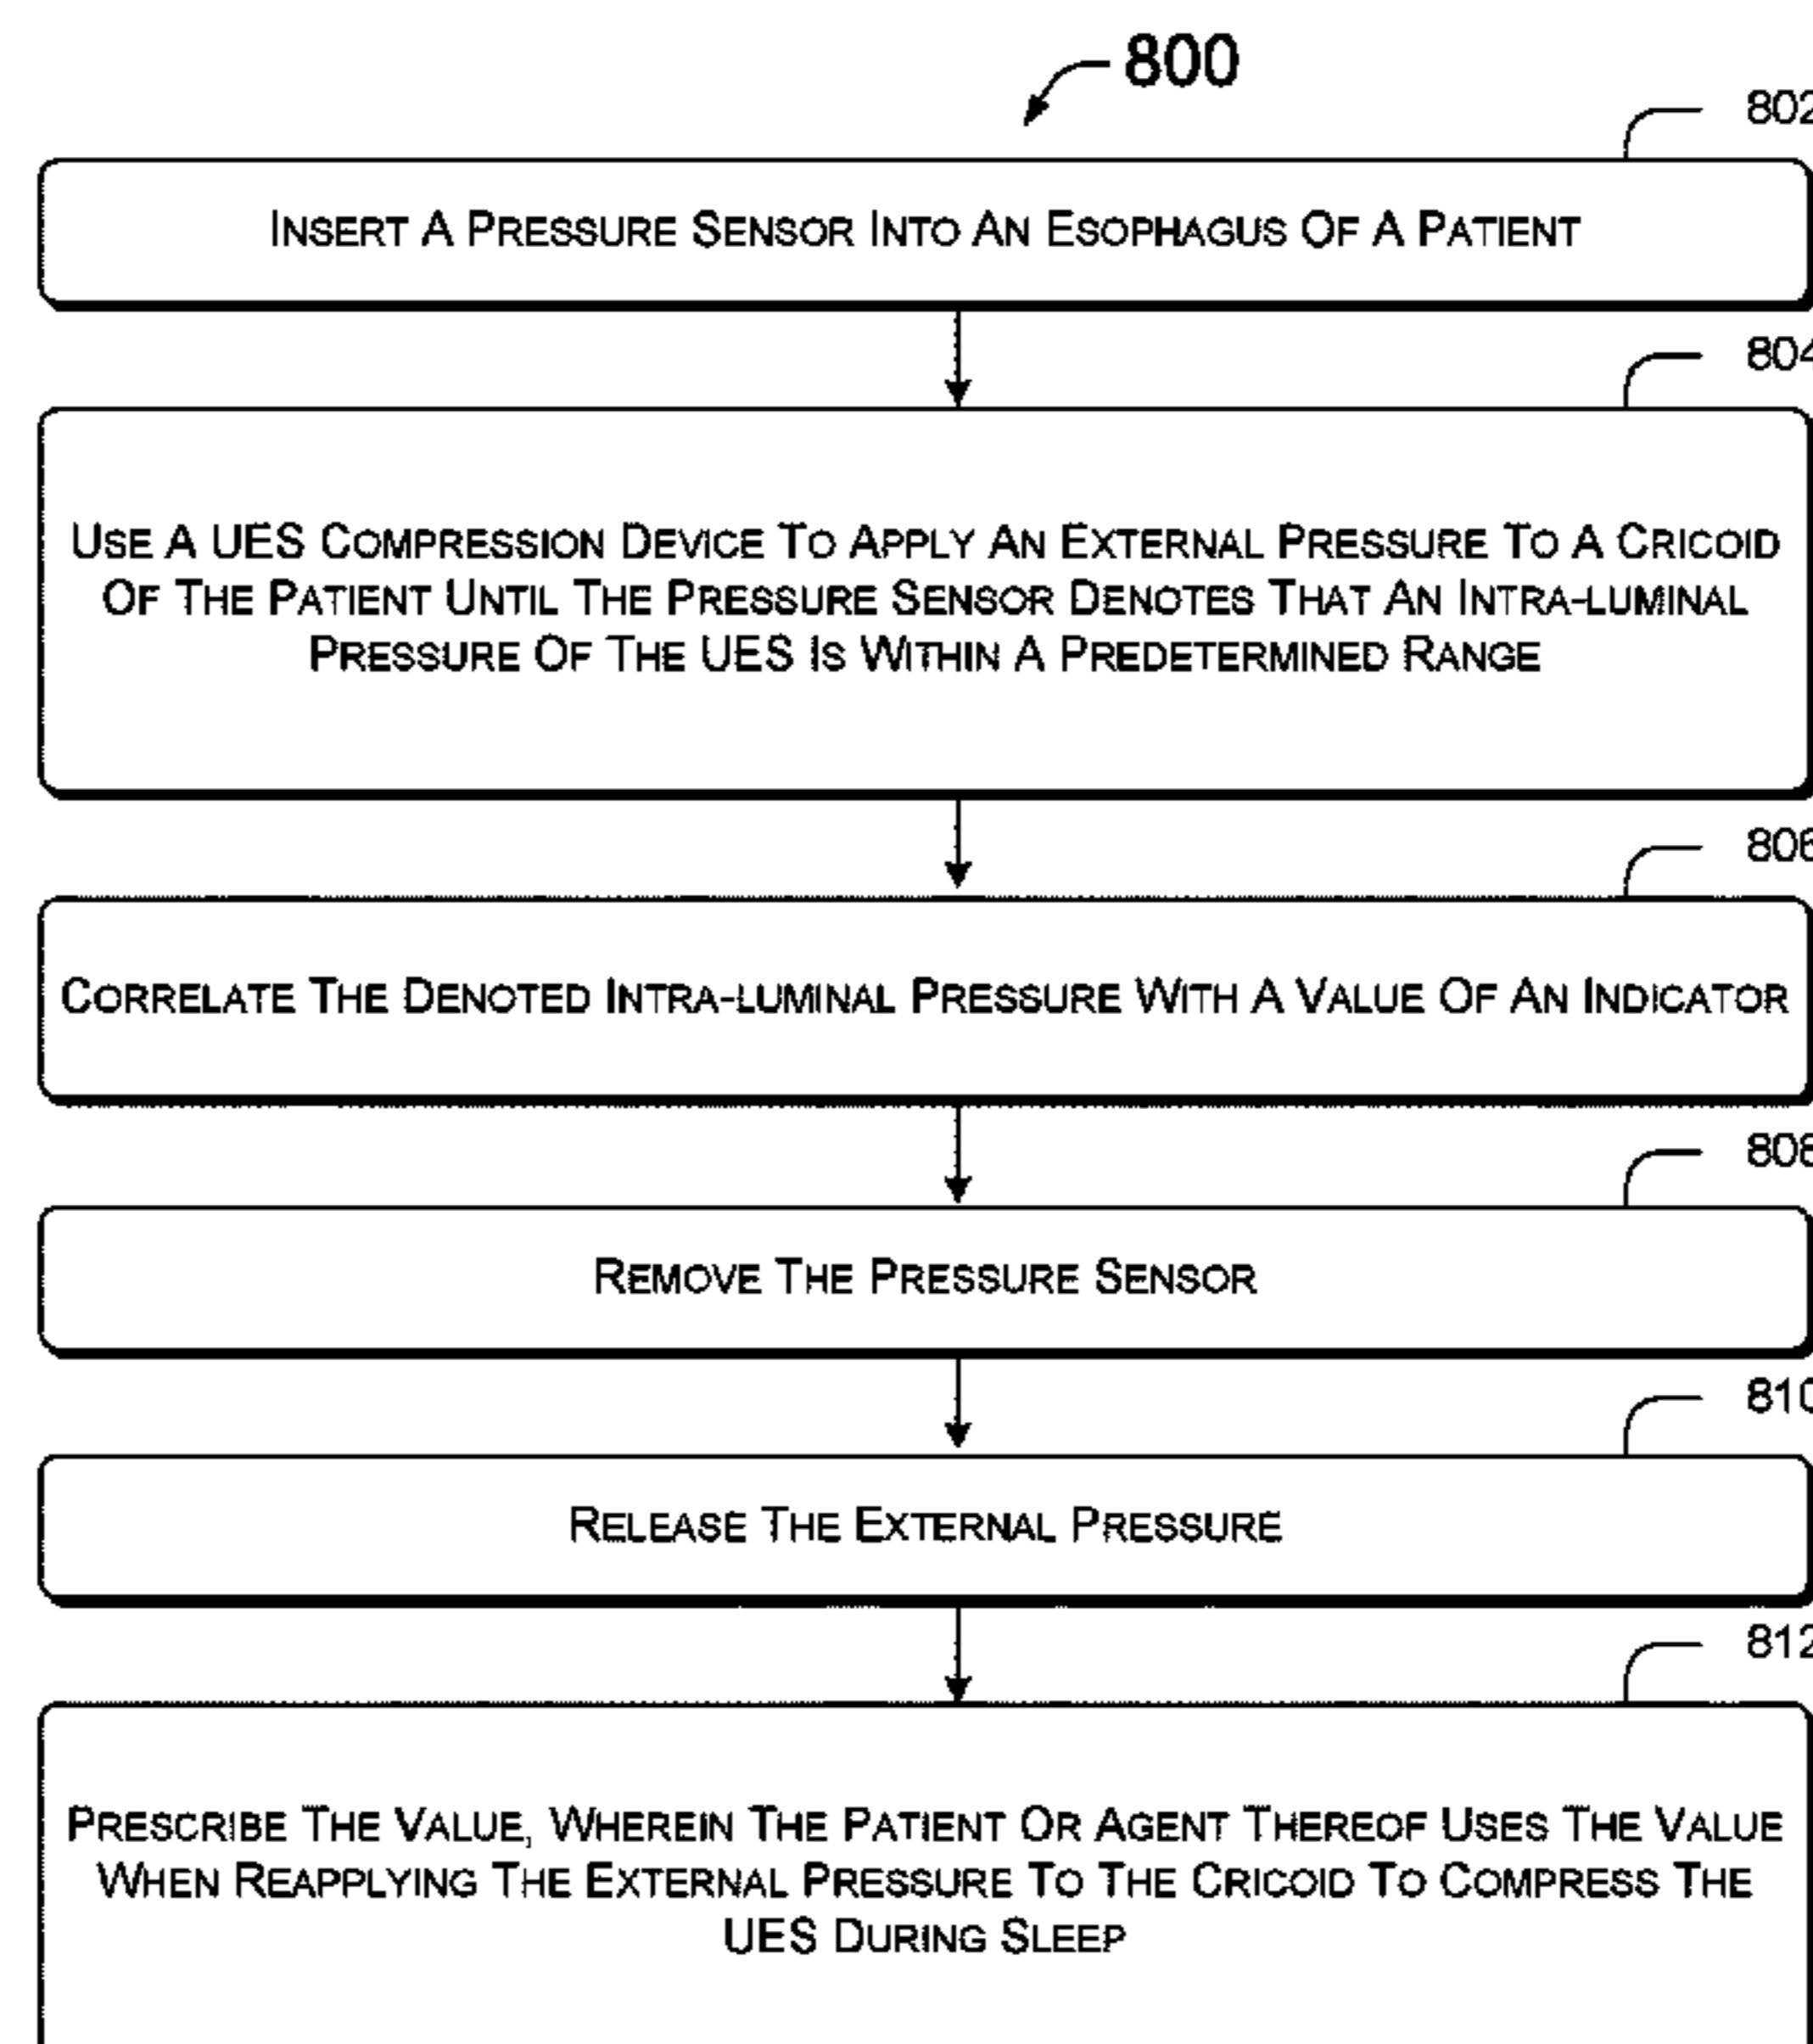 800
802
INSERT A PRESSURE SENSOR INTO AN ESOPHAGUS OF A PATIENT
804
USE A UES COMPRESSION DEVICE TO APPLY AN EXTERNAL PRESSURE TO A CRICOID
OF THE PATIENT UNTIL THE PRESSURE SENSOR DENOTES THAT AN INTRA-LUMINAL
PRESSURE OF THE UES IS WITHIN A PREDETERMINED RANGE
806
CORRELATE THE DENOTED INTRA-LUMINAL PRESSURE WITH A VALUE OF AN INDICATOR
808
REMOVE THE PRESSURE SENSOR
810
RELEASE THE EXTERNAL PRESSURE
812
PRESCRIBE THE VALUE, WHEREIN THE PATIENT OR AGENT THEREOF USES THE VALUE
WHEN REAPPLYING THE EXTERNAL PRESSURE TO THE CRICOID TO COMPRESS THE
UES DURING SLEEP